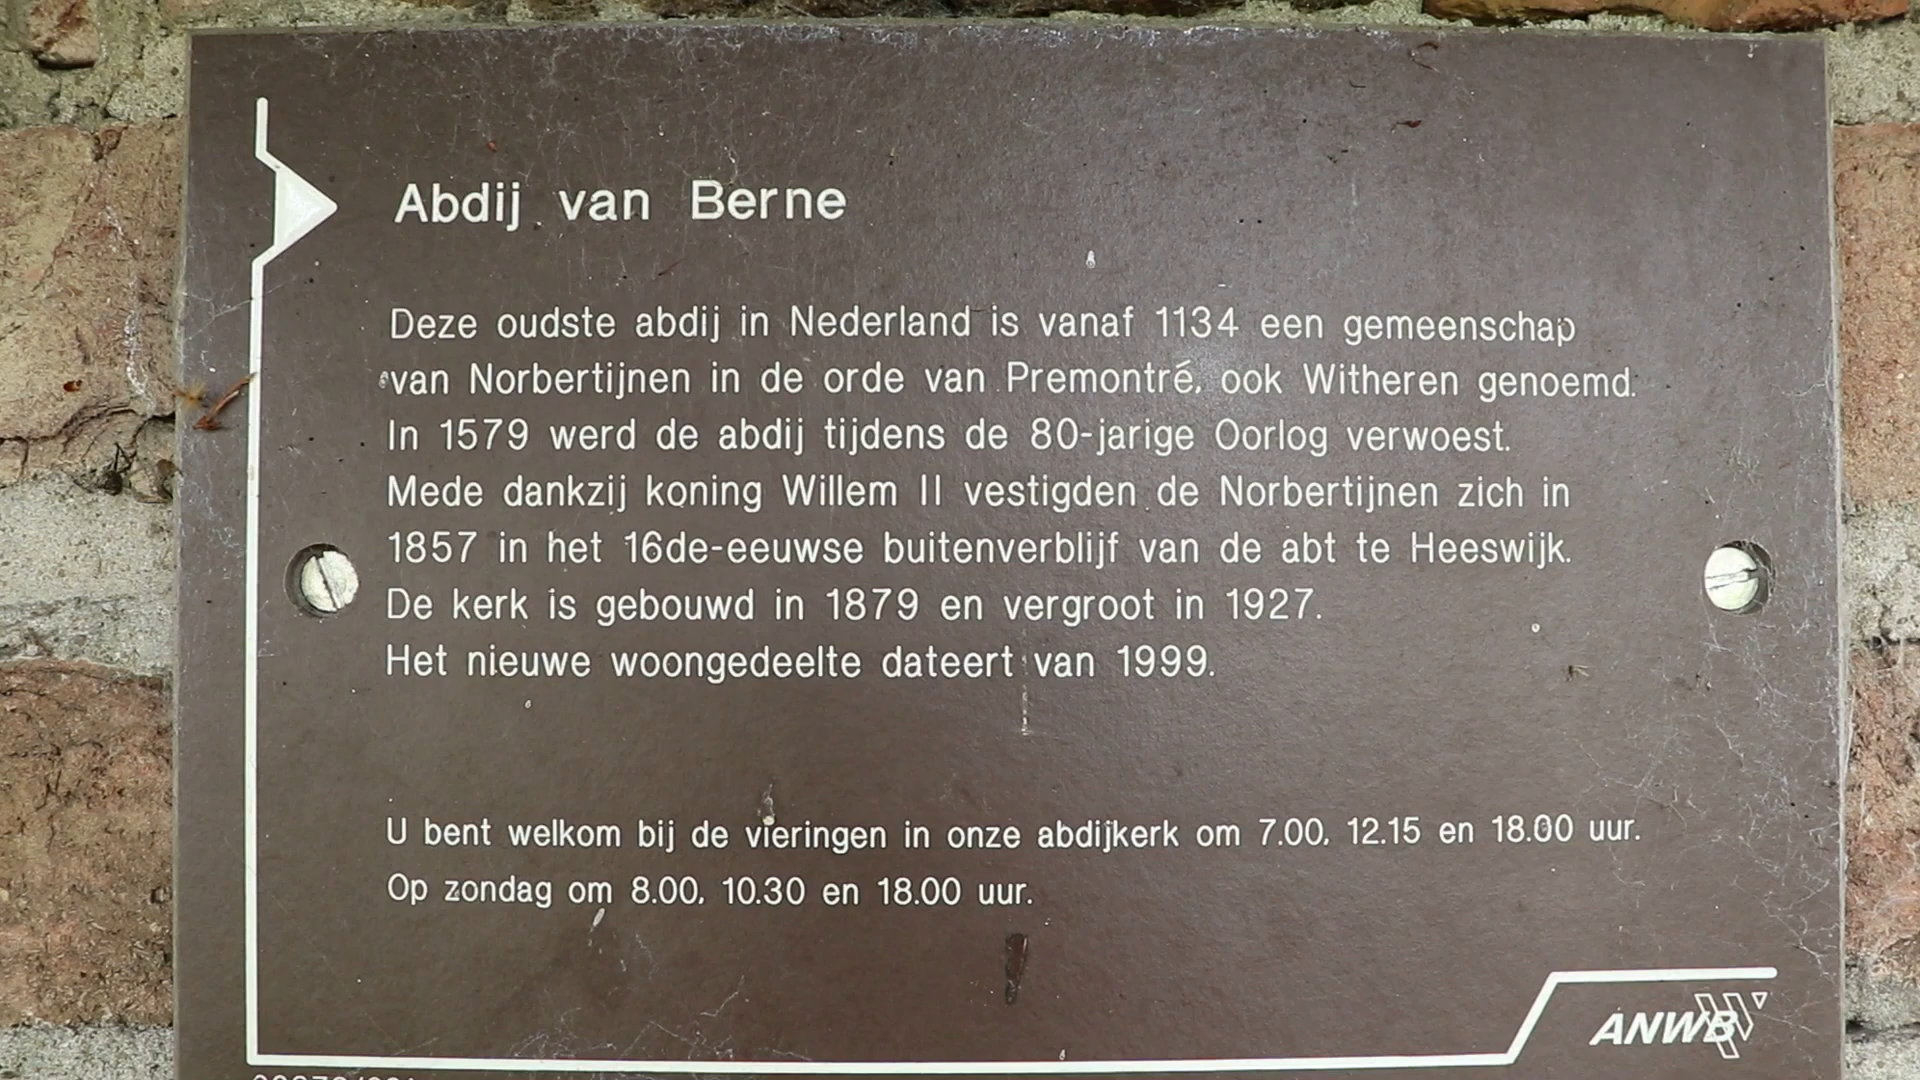 Abdij van Berne
Deze oudste abdij in Nederland is vanaf 1134 een gemeenschap
van Norbertijnen in de orde van Premontré, ook Witheren genoemd.
In 1579 werd de abdij tijdens de 80-jarige Oorlog verwoest.
Mede dankzij koning Willem II vestigden de Norbertijnen zich in
1857 in het 16de-eeuwse buitenverblijf van de abt te Heeswijk.
De kerk is gebouwd in 1879 en vergroot in 1927.
Het nieuwe woongedeelte dateert van 1999.
U bent welkom bij de vieringen in onze abdijkerk om 7.00, 12.15 en 18.00 uur.
Op zondag om 8.00, 10.30 en 18.00 uur.
ANWB